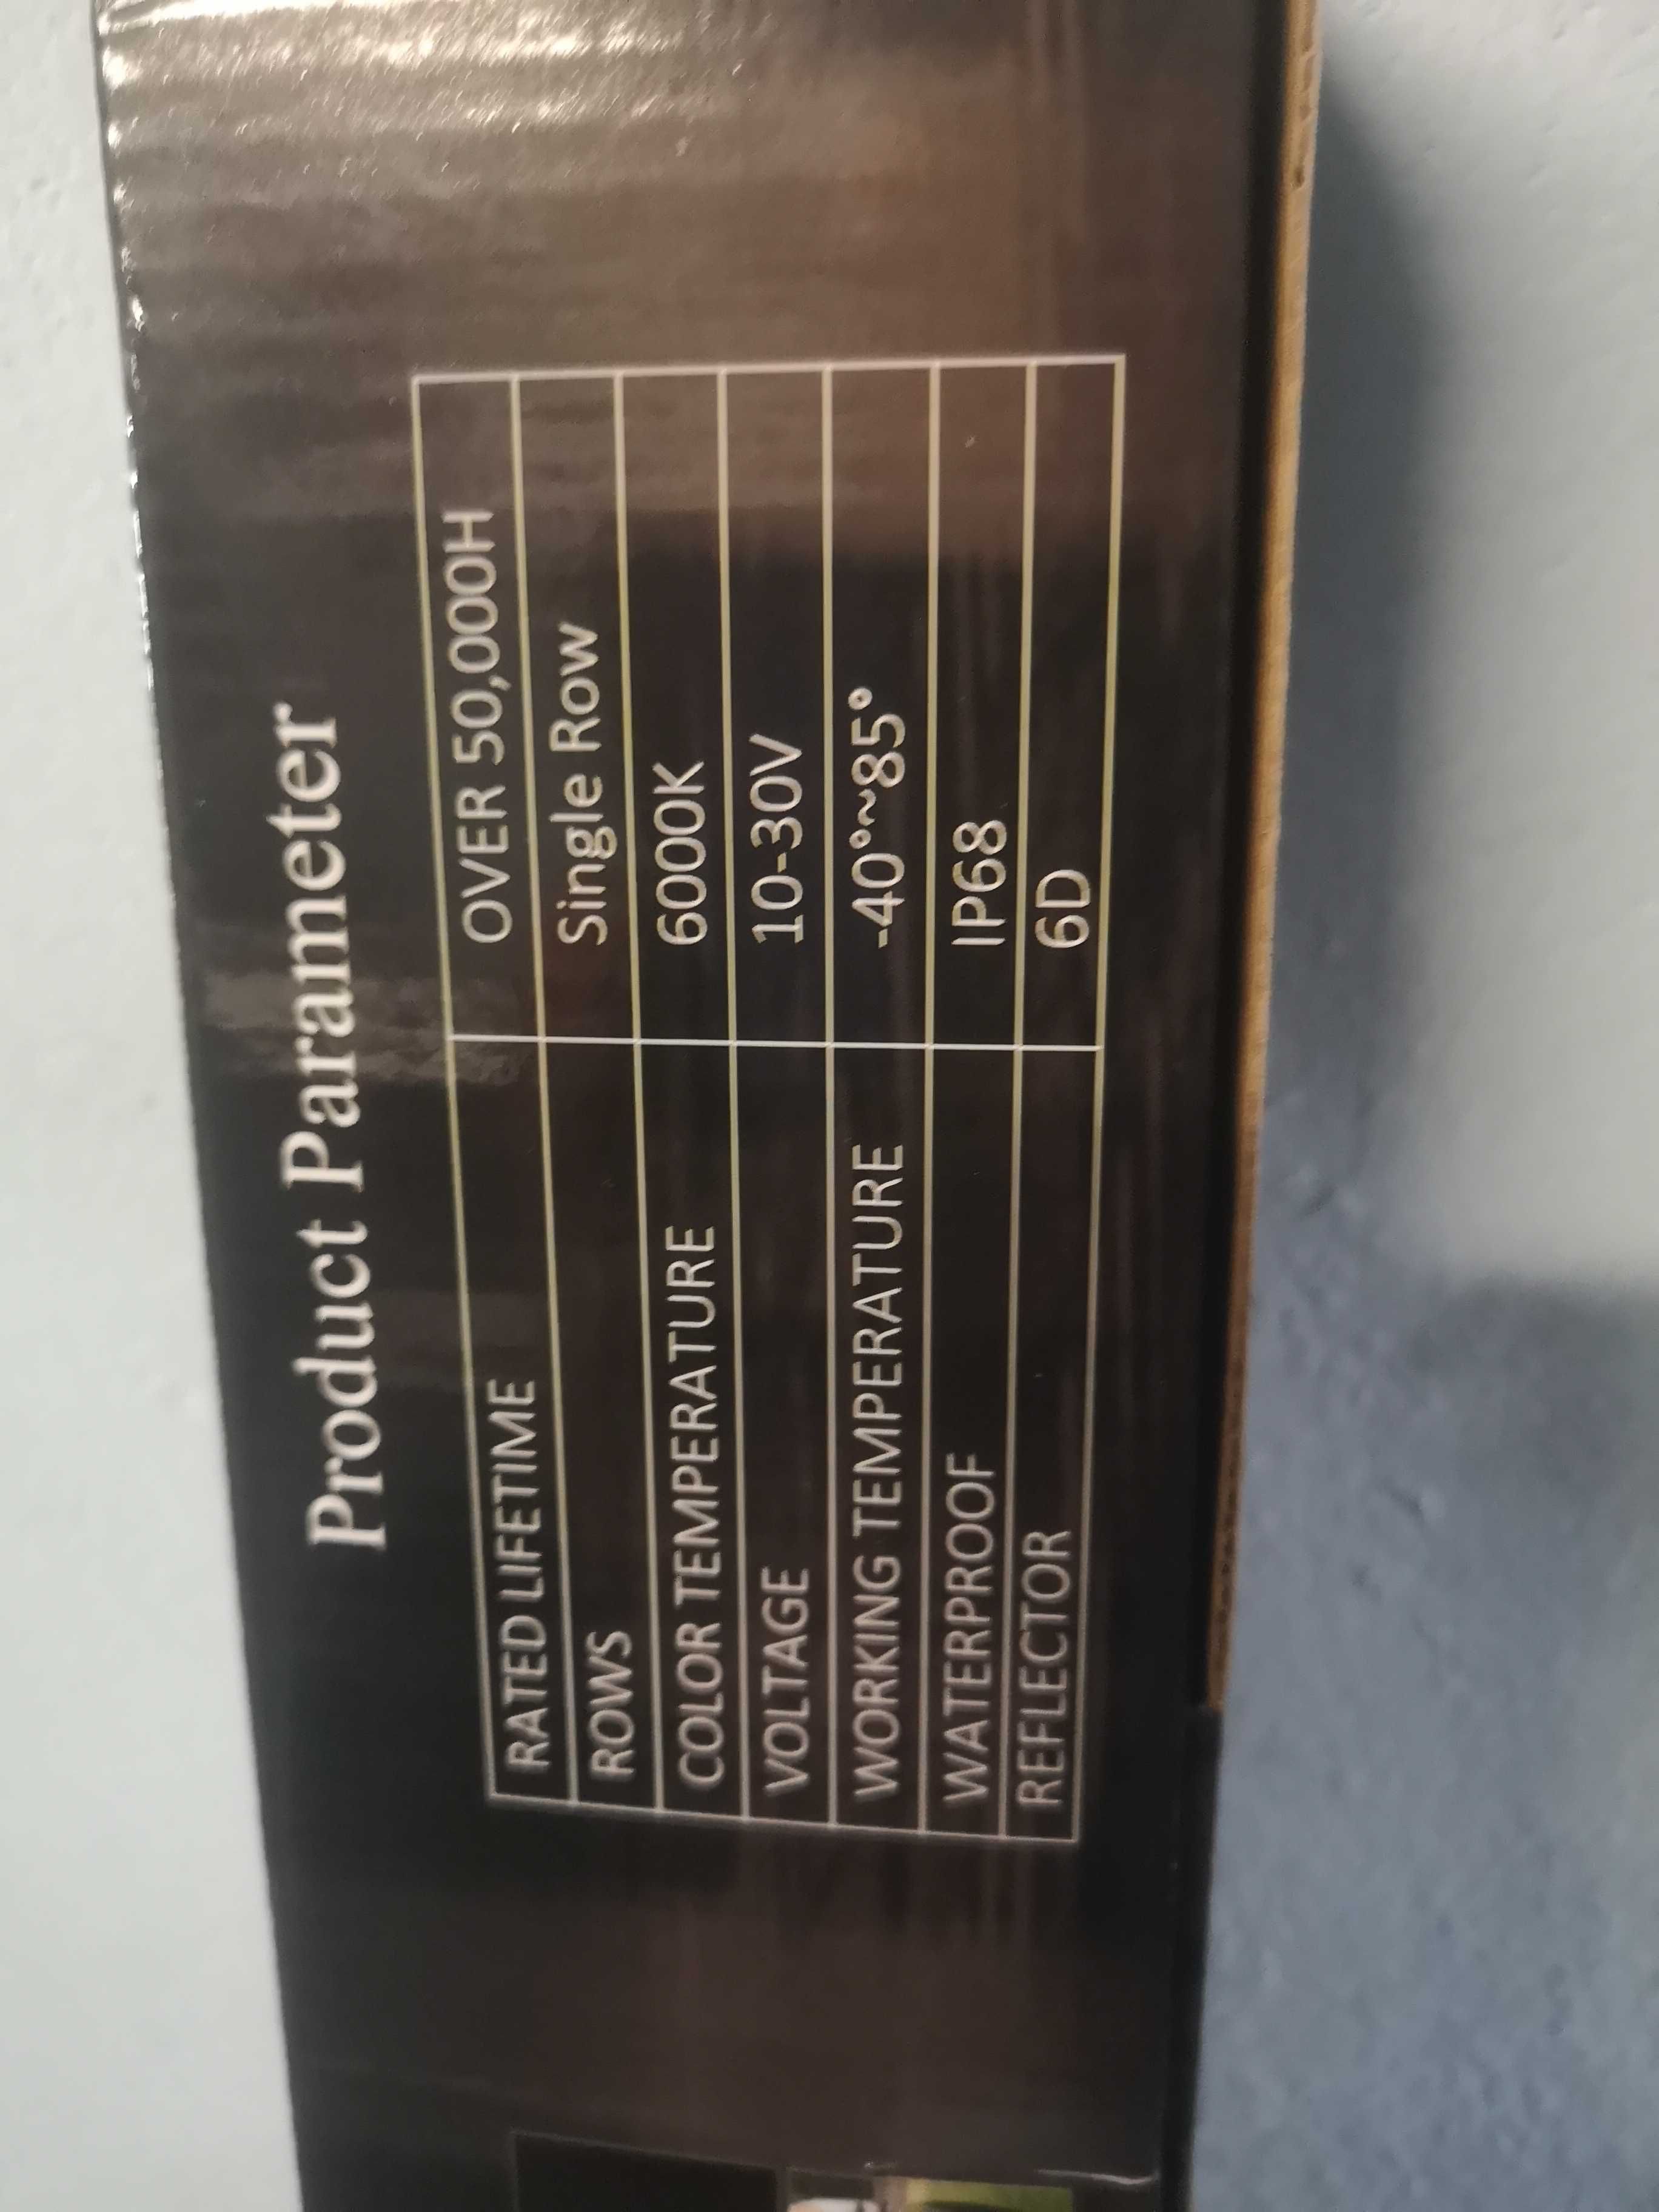 Product Parameter
RATED LIFETIME OVER 50,000H
ROWS Single Row
COLOR TEMPERATURE 6000K
VOLTAGE 10-30V
WORKING TEMPERATURE -40°~85°
WATERPROOF IP68
REFLECTOR 6D